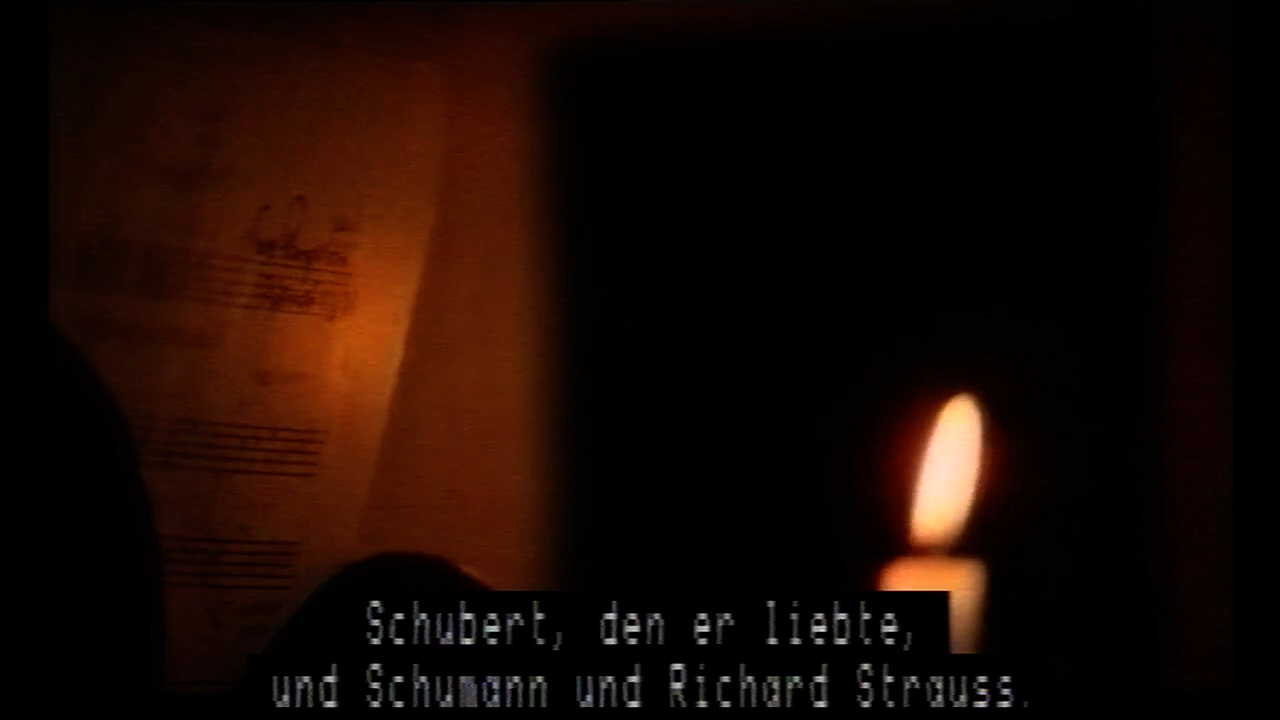 Schubert, den er liebte,
und Schumann und Richard Strauss.